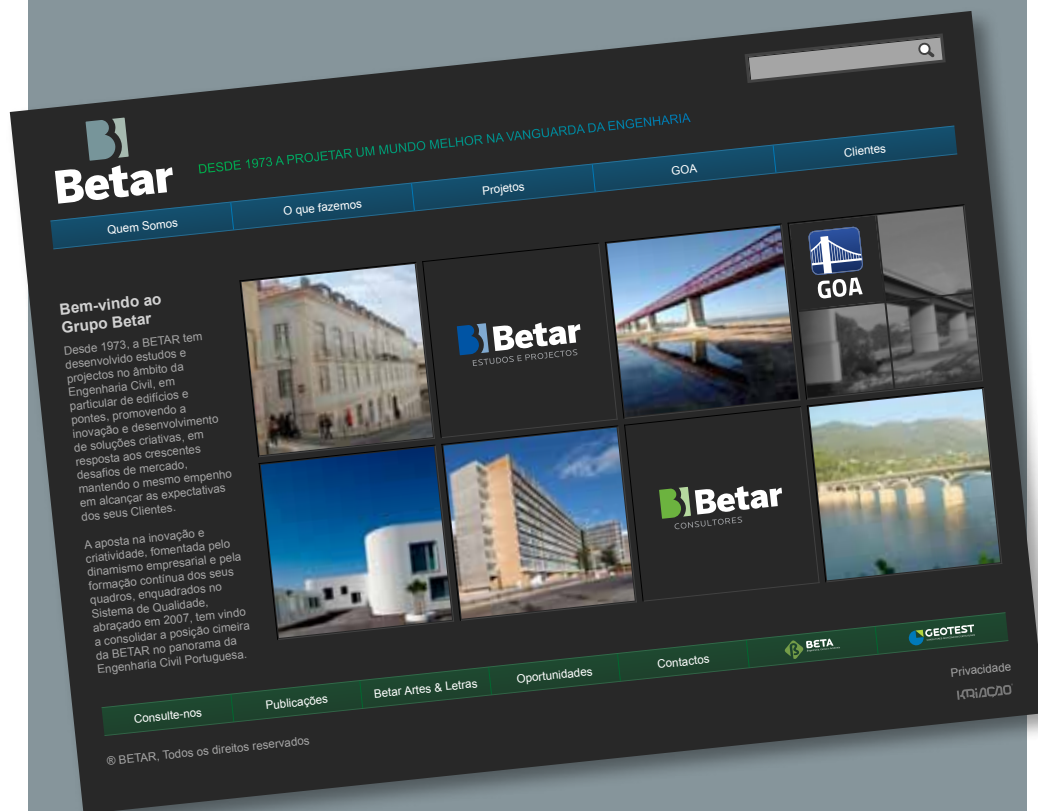 Betar
DESDE 1973 A PROJETAR UM MUNDO MELHOR NA VANGUARDA DA ENGENHARIA
Quem Somos
O que fazemos
Projetos
GOA
Clientes
Bem-vindo ao
Grupo Betar
Desde 1973, a BETAR tem
desenvolvido estudos e
projectos no âmbito da
Engenharia Civil, em
particular de edifícios e
pontes, promovendo a
inovação e desenvolvimento
de soluções criativas, em
resposta aos crescentes
desafios de mercado,
mantendo o mesmo empenho
em alcançar as expectativas
dos seus Clientes.
A aposta na inovação e
criatividade, fomentada pelo
dinamismo empresarial e pela
formação contínua dos seus
quadros, enquadrados no
Sistema de Qualidade,
abraçado em 2007, tem vindo
a consolidar a posição cimeira
da BETAR no panorama da
Engenharia Civil Portuguesa.
Betar
ESTUDOS E PROJECTOS
GOA
Betar
CONSULTORES
Consulte-nos
Publicações
Betar Artes & Letras
Oportunidades
Contactos
BETA
GEOTEST
Privacidade
KRIAÇÃO
® BETAR, Todos os direitos reservados